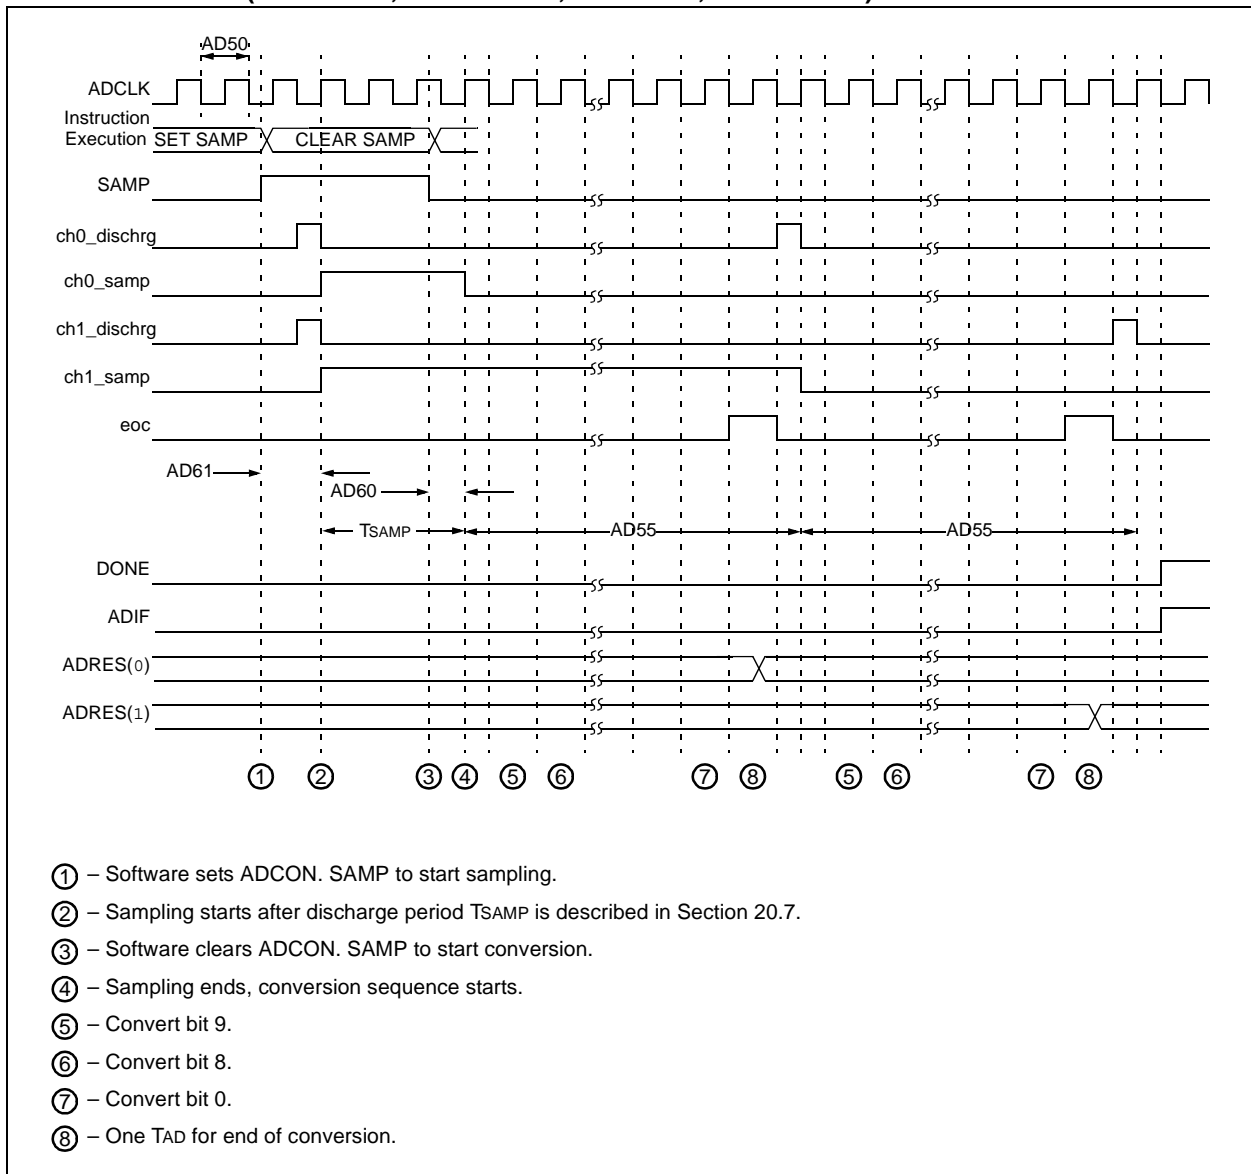 AD50
ADCLK
Instruction
Execution SET SAMP CLEAR SAMP
SAMP
ch0_dischrg
ch0_samp
ch1_dischrg
ch1_samp
eoc
AD61
AD60
TSAMP AD55 AD55
DONE
ADIF
ADRES(0)
ADRES(1)
1 2 3 4 5 6 7 8 5 6 7 8
1 – Software sets ADCON. SAMP to start sampling.
2 – Sampling starts after discharge period TSAMP is described in Section 20.7.
3 – Software clears ADCON. SAMP to start conversion.
4 – Sampling ends, conversion sequence starts.
5 – Convert bit 9.
6 – Convert bit 8.
7 – Convert bit 0.
8 – One TAD for end of conversion.